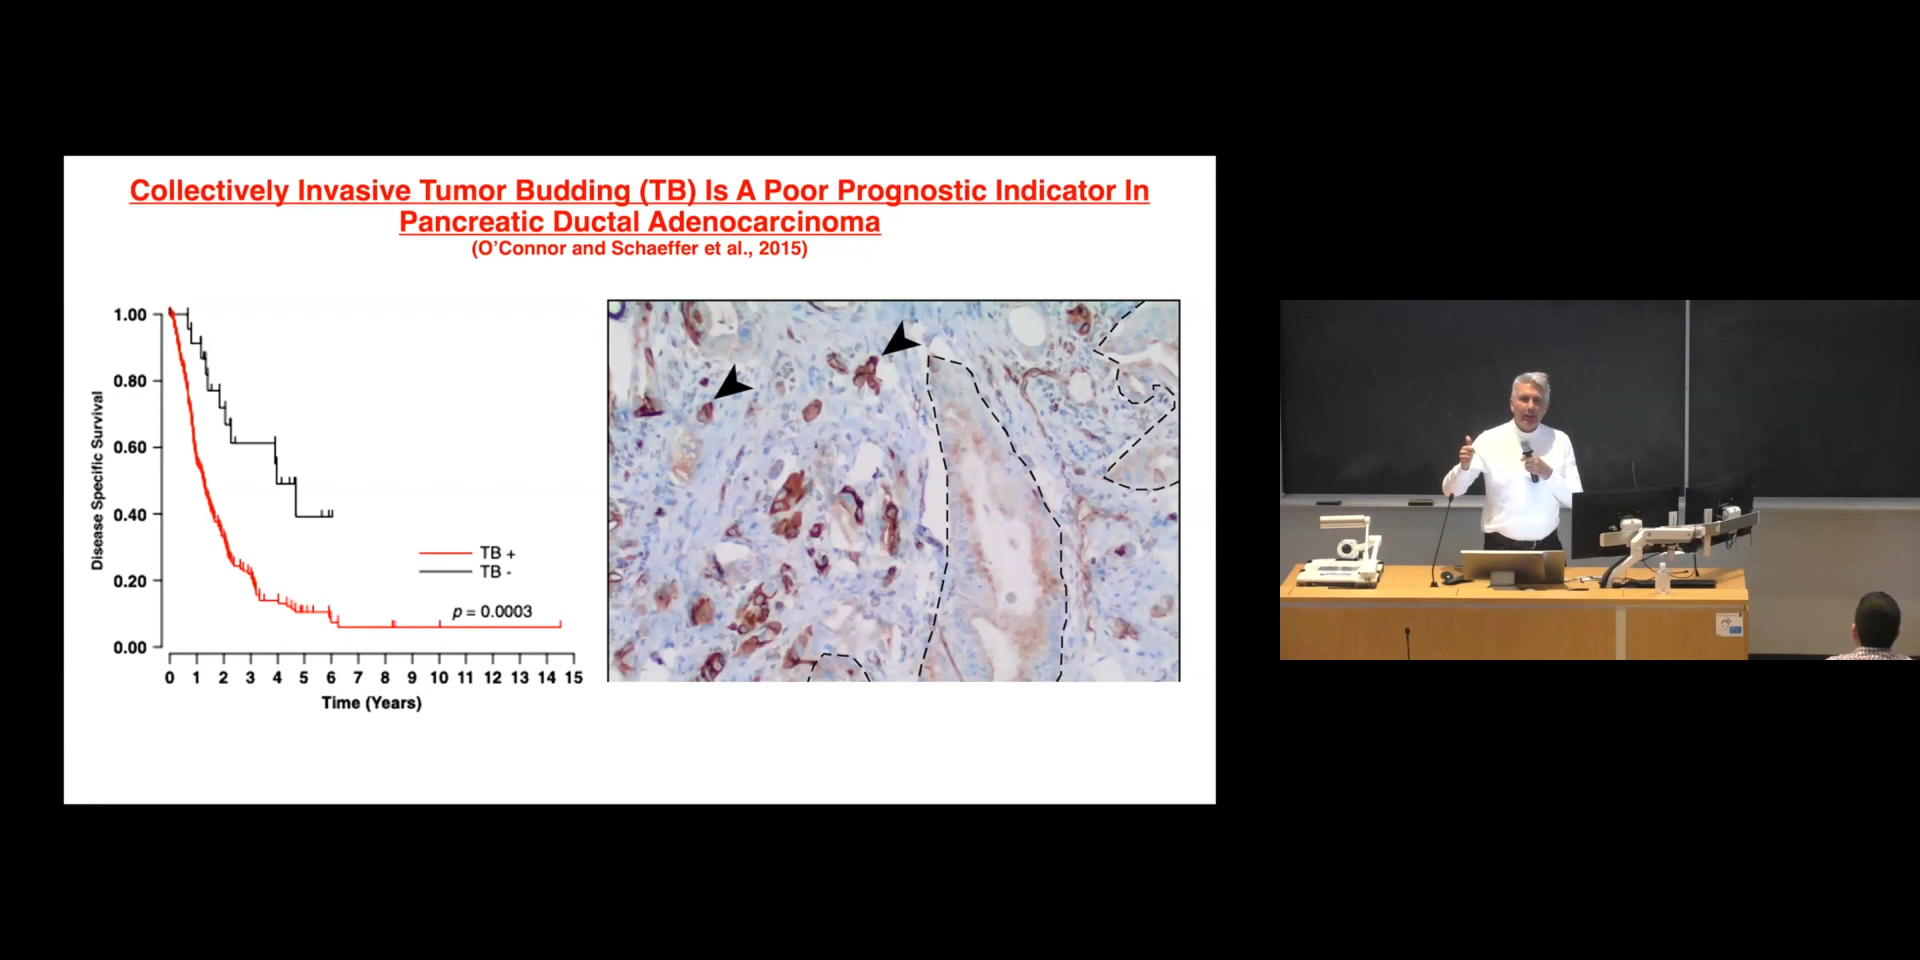 Collectively Invasive Tumor Budding (TB) Is A Poor Prognostic Indicator In
Pancreatic Ductal Adenocarcinoma
(O'Connor and Schaeffer et al., 2015)
Disease Specific Survival
1.00
0.80
0.60
0.40
0.20
0.00
TB +
TB -
p = 0.0003
0 1 2 3 4 5 6 7 8 9 10 11 12 13 14 15
Time (Years)